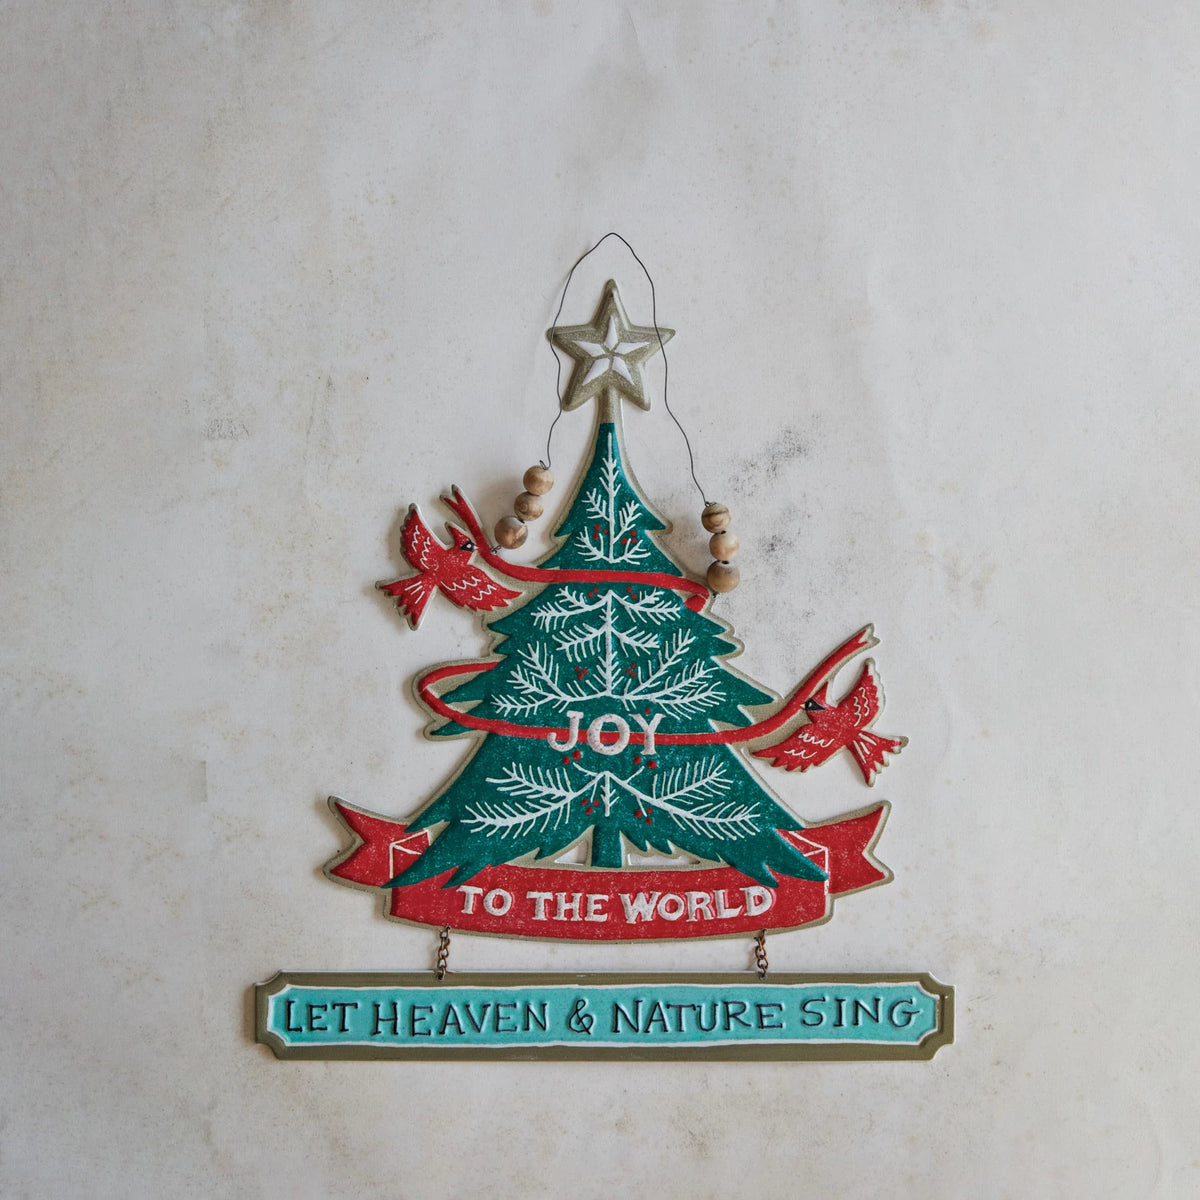 JOY
TO THE WORLD
LET HEAVEN & NATURE SING